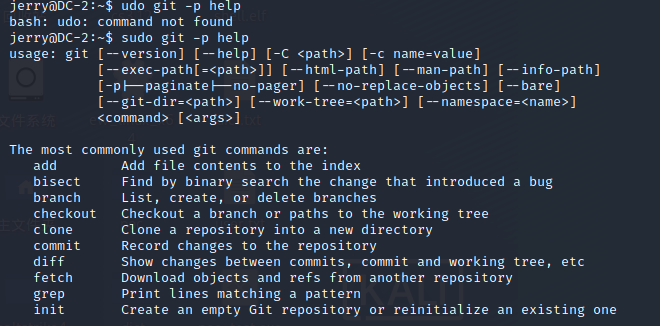 jerry@DC-2:~$ udo git -p help
bash: udo: command not found
jerry@DC-2:~$ sudo git -p help
usage: git [--version] [--help] [-C <path>] [-c name=value]
           [--exec-path[=<path>]] [--html-path] [--man-path] [--info-path]
           [-p|--paginate|--no-pager] [--no-replace-objects] [--bare]
           [--git-dir=<path>] [--work-tree=<path>] [--namespace=<name>]
           <command> [<args>]

The most commonly used git commands are:
   add        Add file contents to the index
   bisect     Find by binary search the change that introduced a bug
   branch     List, create, or delete branches
   checkout   Checkout a branch or paths to the working tree
   clone      Clone a repository into a new directory
   commit     Record changes to the repository
   diff       Show changes between commits, commit and working tree, etc
   fetch      Download objects and refs from another repository
   grep       Print lines matching a pattern
   init       Create an empty Git repository or reinitialize an existing one